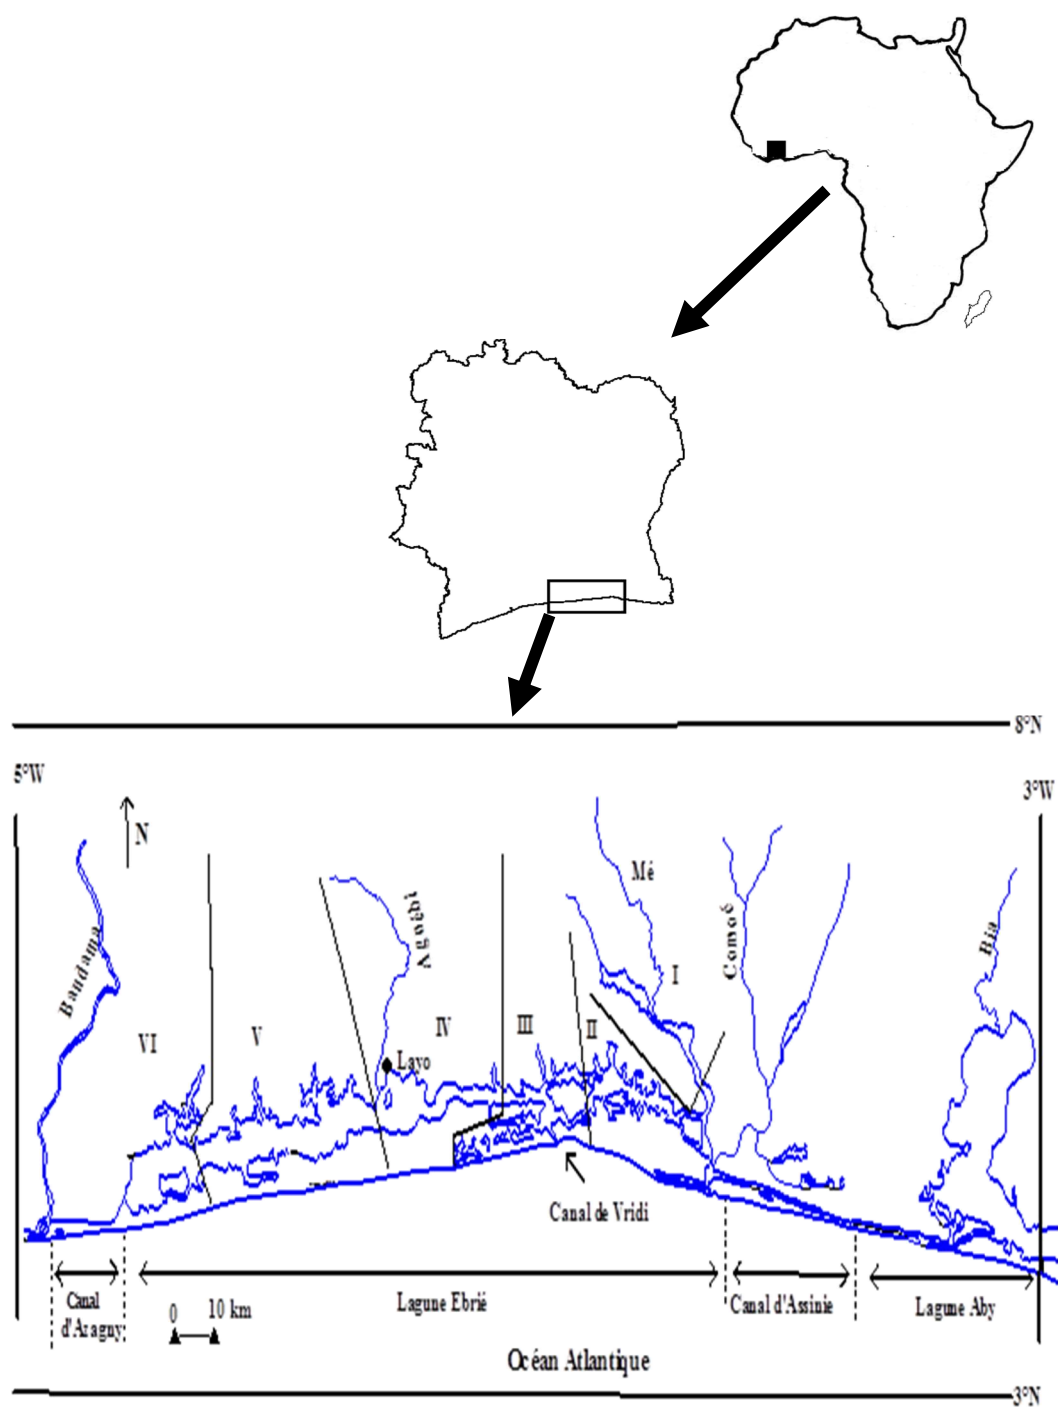 8°N
5°W
3°W
N
Mé
Agnéby
Comoé
Bia
Bandama
I
VI
V
IV
III
II
Layo
Canal de Vridi
Canal
d'Azagny
0 10 km
Lagune Ebrié
Canal d'Assinie
Lagune Aby
Océan Atlantique
3°N